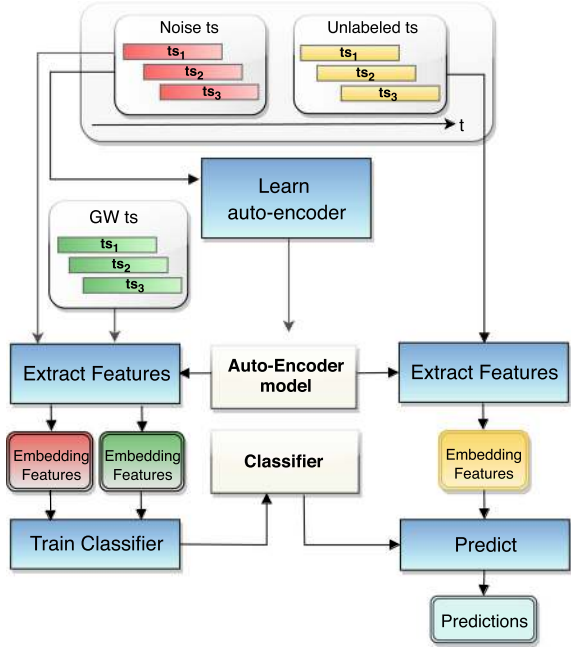 Noise ts
ts1
ts2
ts3
Unlabeled ts
ts1
ts2
ts3
t
Learn
auto-encoder
GW ts
ts1
ts2
ts3
Extract Features
Auto-Encoder
model
Extract Features
Embedding
Features
Embedding
Features
Classifier
Embedding
Features
Train Classifier
Predict
Predictions